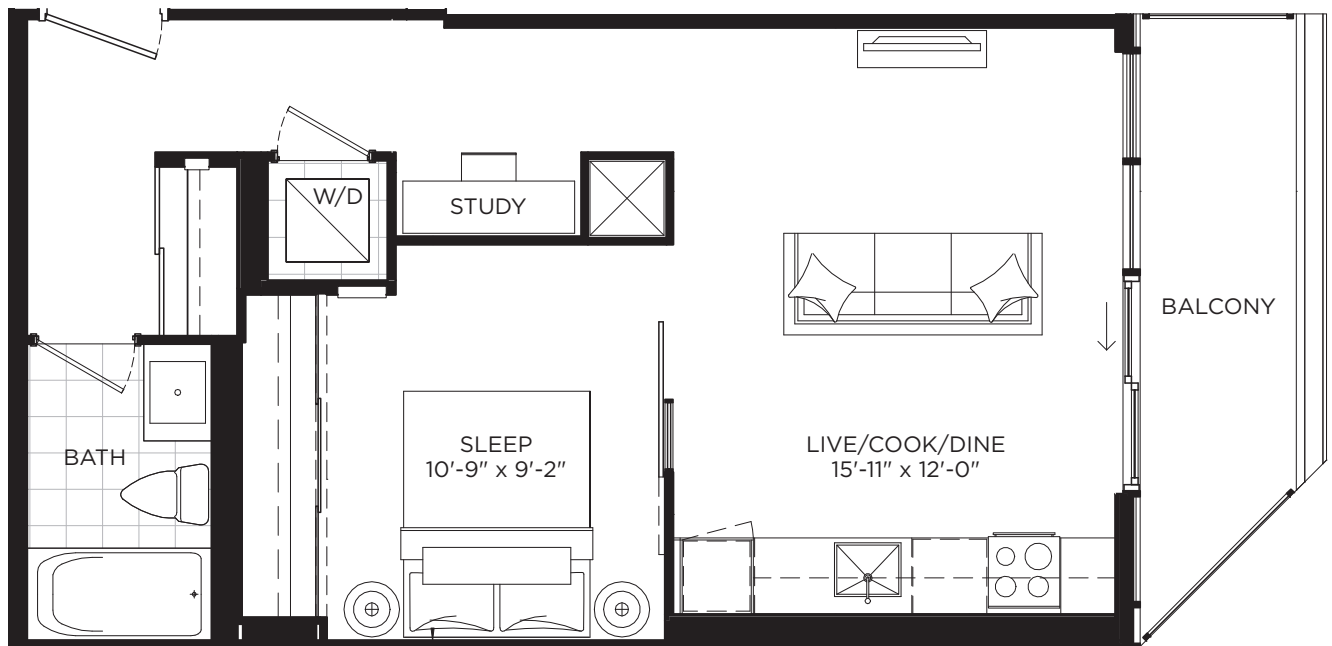 W/D
STUDY
BALCONY
SLEEP
10'-9" x 9'-2"
LIVE/COOK/DINE
15'-11" x 12'-0"
BATH